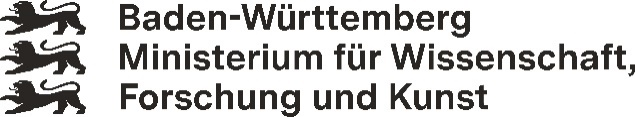 Baden-Württemberg
Ministerium für Wissenschaft,
Forschung und Kunst